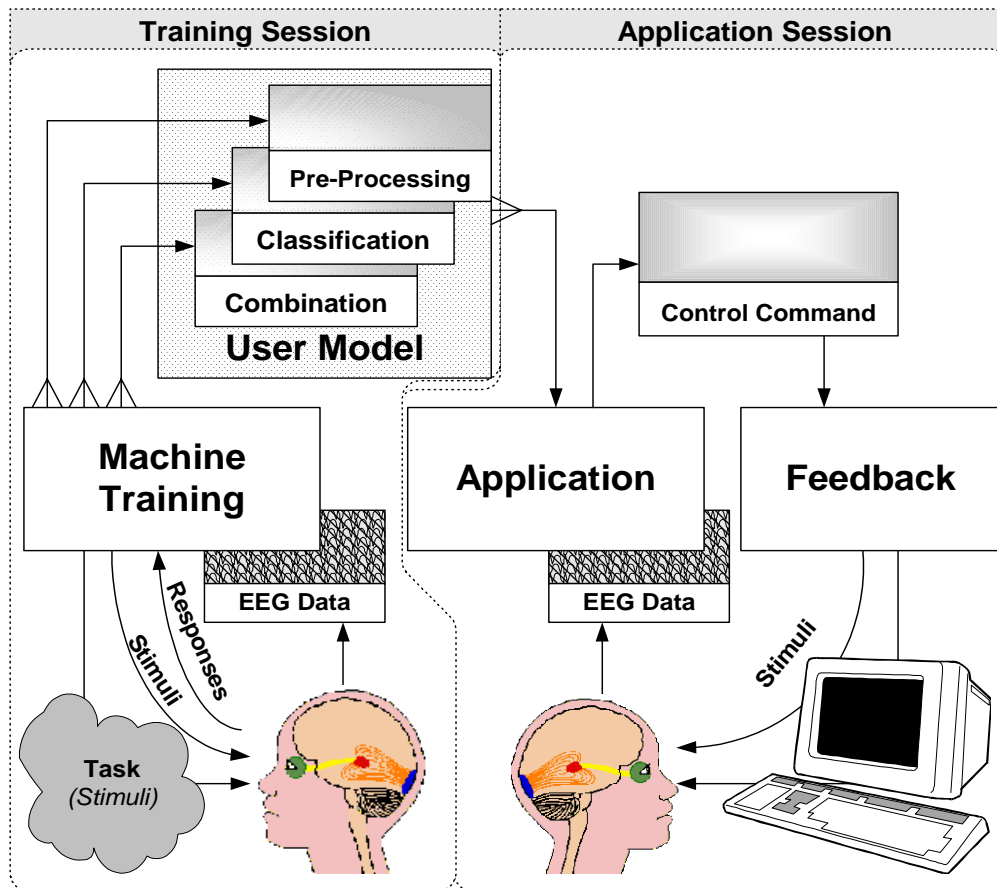 Training Session
Application Session
Pre-Processing
Classification
Combination
User Model
Control Command
Machine
Training
Application
Feedback
EEG Data
EEG Data
Responses
Stimuli
Stimuli
Task
(Stimuli)